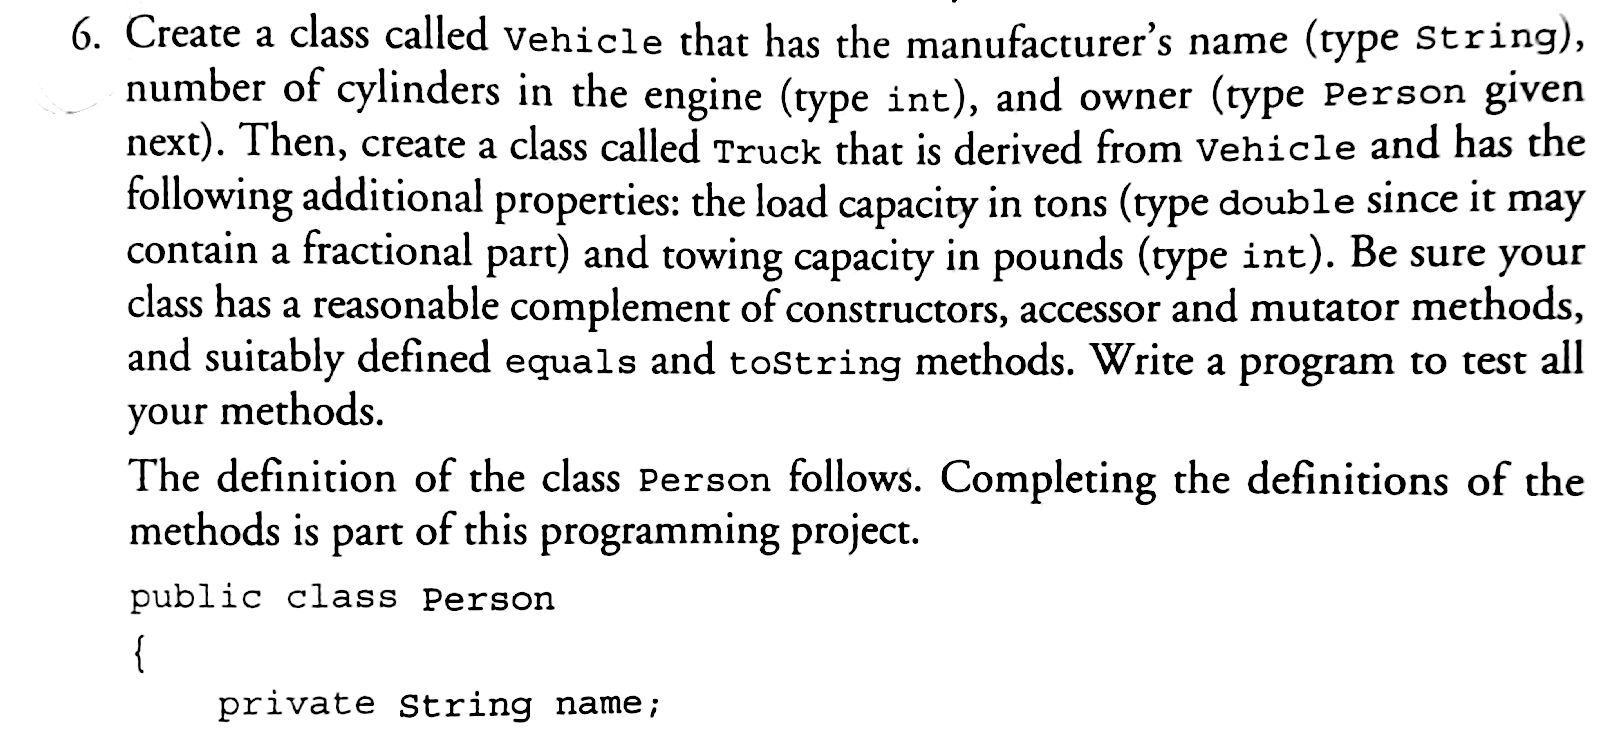 6. Create a class called Vehicle that has the manufacturer's name (type String),
number of cylinders in the engine (type int), and owner (type Person given
next). Then, create a class called Truck that is derived from Vehicle and has the
following additional properties: the load capacity in tons (type double since it may
contain a fractional part) and towing capacity in pounds (type int). Be sure your
class has a reasonable complement of constructors, accessor and mutator methods,
and suitably defined equals and toString methods. Write a program to test all
your methods.
The definition of the class Person follows. Completing the definitions of the
methods is part of this programming project.
public class Person
{
private String name;